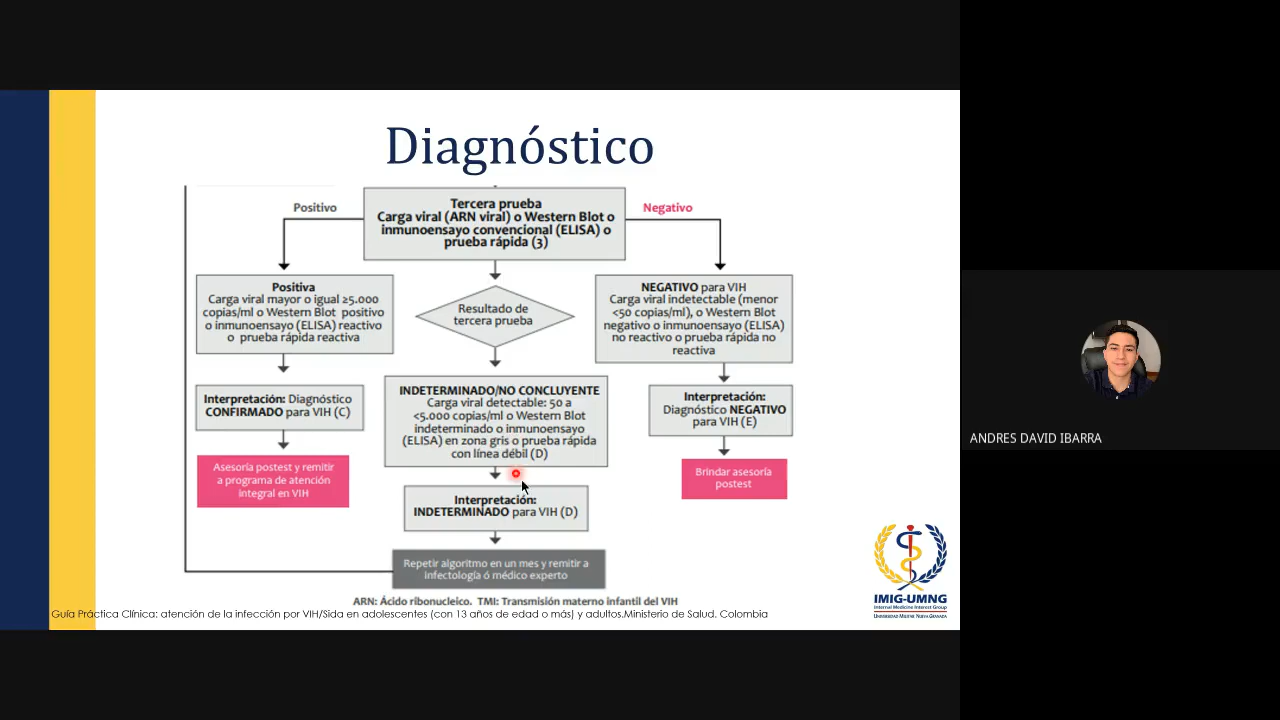 Diagnóstico
Positivo
Tercera prueba
Carga viral (ARN viral) o Western Blot o
inmunoensayo convencional (ELISA) o
prueba rápida (3)
Negativo
Positiva
Carga viral mayor o igual ≥5.000
copias/ml o Western Blot positivo
o inmunoensayo (ELISA) reactivo
o prueba rápida reactiva
Resultado de
tercera prueba
NEGATIVO para VIH
Carga viral indetectable (menor
<50 copias/ml), o Western Blot
negativo o inmunoensayo (ELISA)
no reactivo o prueba rápida no
reactiva
Interpretación: Diagnóstico
CONFIRMADO para VIH (C)
INDETERMINADO/NO CONCLUYENTE
Carga viral detectable: 50 a
<5.000 copias/ml o Western Blot
indeterminado o inmunoensayo
(ELISA) en zona gris o prueba rápida
con línea débil (D)
Interpretación:
Diagnóstico NEGATIVO
para VIH (E)
Asesoría postest y remitir
a programa de atención
integral en VIH
Brindar asesoría
postest
Interpretación:
INDETERMINADO para VIH (D)
Repetir algoritmo en un mes y remitir a
infectología ó médico experto
ARN: Ácido ribonucleico. TMI: Transmisión materno infantil del VIH
Guía Práctica Clínica: atención de la infección por VIH/Sida en adolescentes (con 13 años de edad o más) y adultos.Ministerio de Salud. Colombia
IMIG-UMNG
Internal Medicine Interest Group
Universidad Militar Nueva Granada
ANDRES DAVID IBARRA